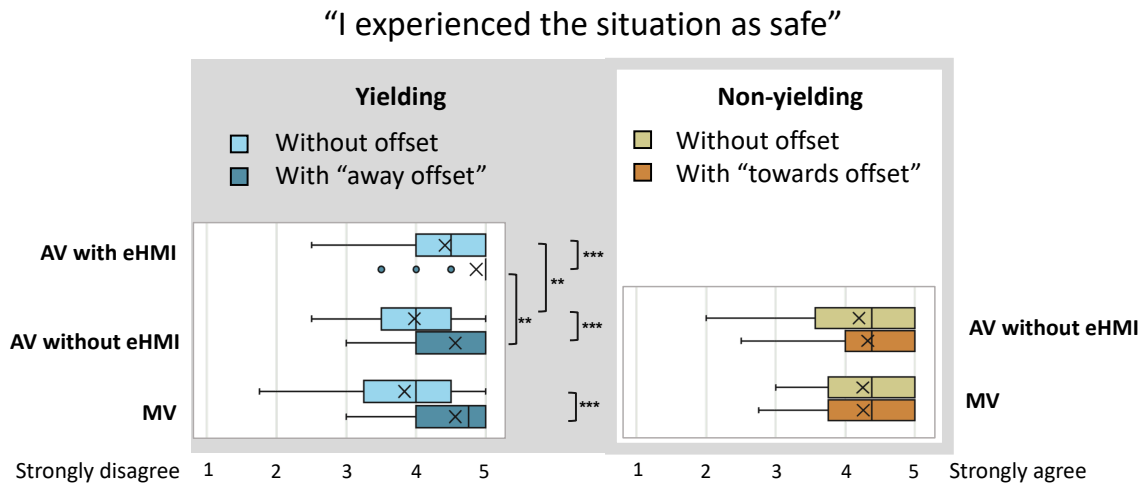 “I experienced the situation as safe”
Yielding
Without offset
With “away offset”
Non-yielding
Without offset
With “towards offset”
AV with eHMI
AV without eHMI
MV
***
**
**
***
***
AV without eHMI
MV
Strongly disagree 1 2 3 4 5
1 2 3 4 5 Strongly agree